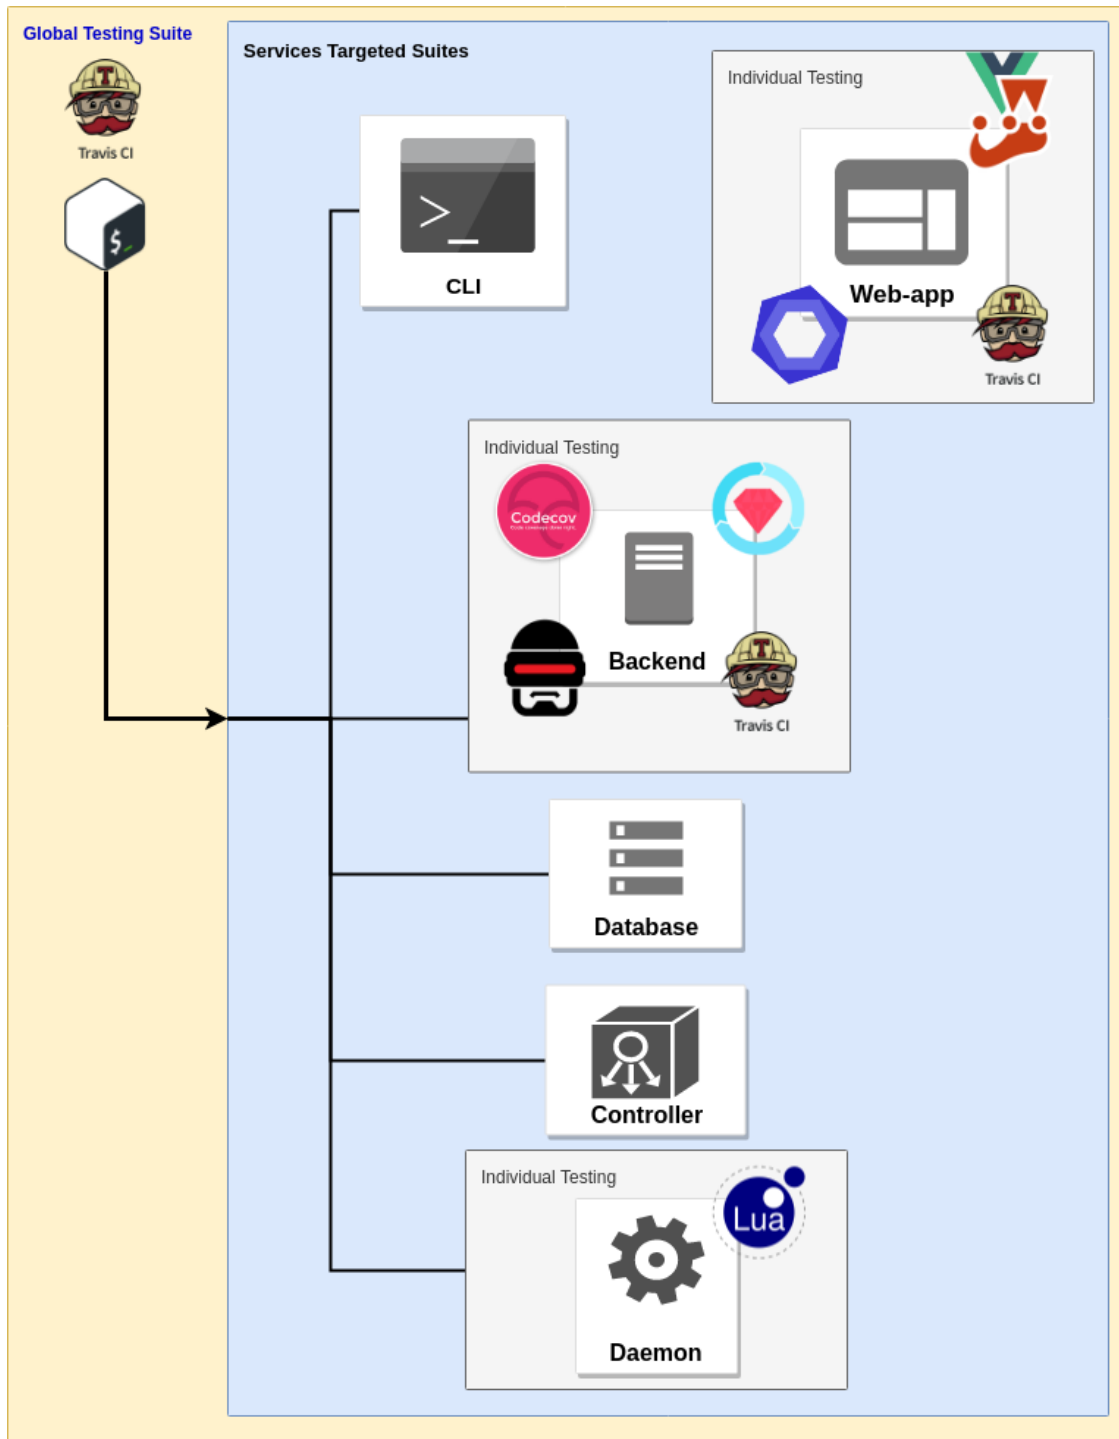 Global Testing Suite
Travis CI
$_
Services Targeted Suites
>_
CLI
Individual Testing
Web-app
Travis CI
Individual Testing
Codecov
Backend
Travis CI
Database
Controller
Individual Testing
Lua
Daemon